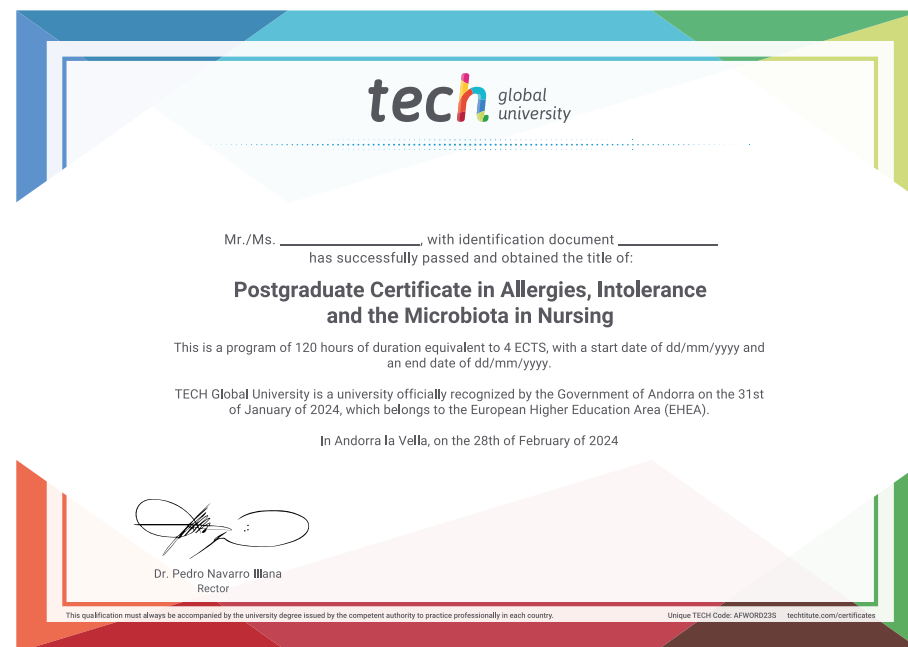 tech global university
Mr./Ms. ____________________, with identification document ______________
has successfully passed and obtained the title of:
Postgraduate Certificate in Allergies, Intolerance
and the Microbiota in Nursing
This is a program of 120 hours of duration equivalent to 4 ECTS, with a start date of dd/mm/yyyy and
an end date of dd/mm/yyyy.
TECH Global University is a university officially recognized by the Government of Andorra on the 31st
of January of 2024, which belongs to the European Higher Education Area (EHEA).
In Andorra la Vella, on the 28th of February of 2024
Dr. Pedro Navarro Illana
Rector
This qualification must always be accompanied by the university degree issued by the competent authority to practice professionally in each country.
Unique TECH Code: AFWORD23S techtitute.com/certificates